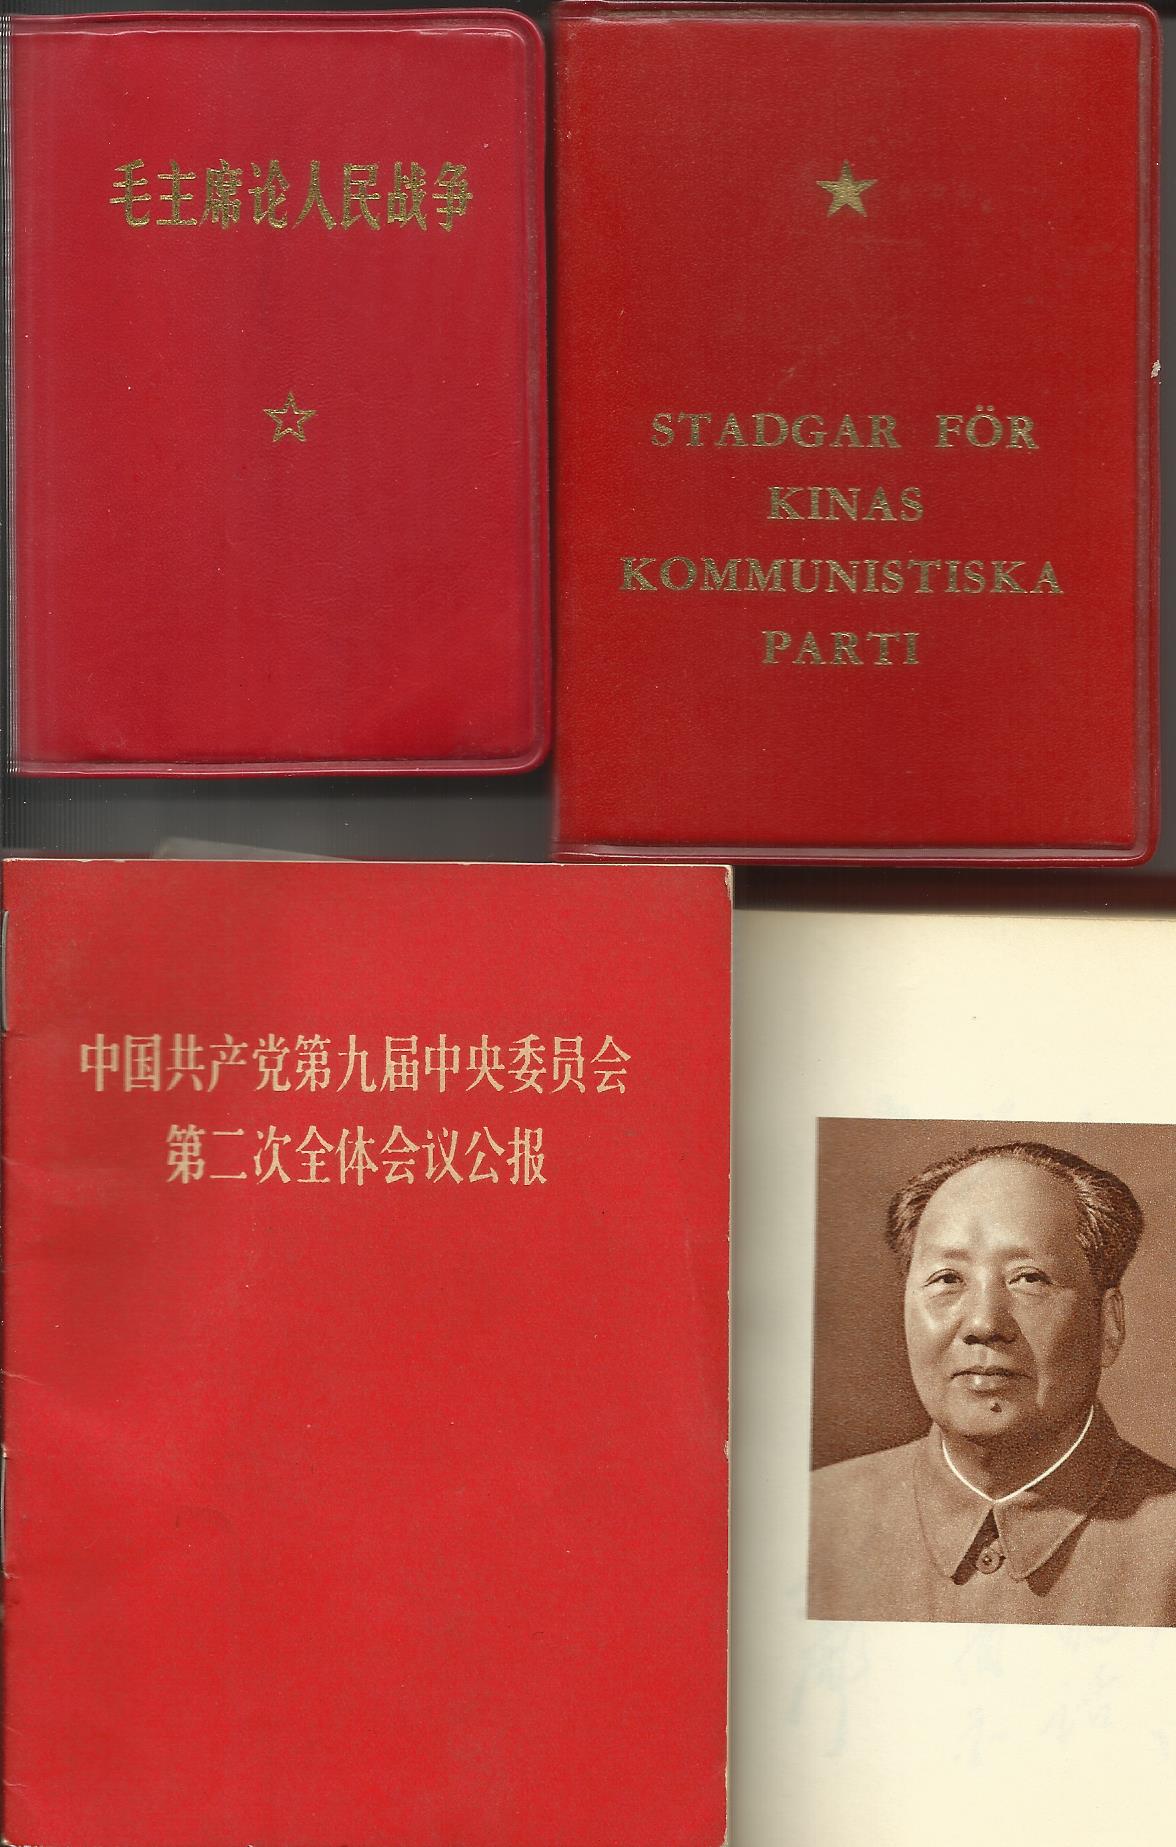 毛主席论人民战争
STADGAR FÖR
KINAS
KOMMUNISTISKA
PARTI
中国共产党第九届中央委员会
第二次全体会议公报